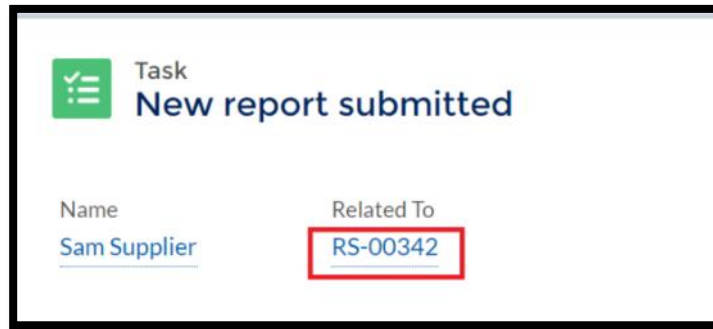 Task
New report submitted
Name
Related To
Sam Supplier
RS-00342